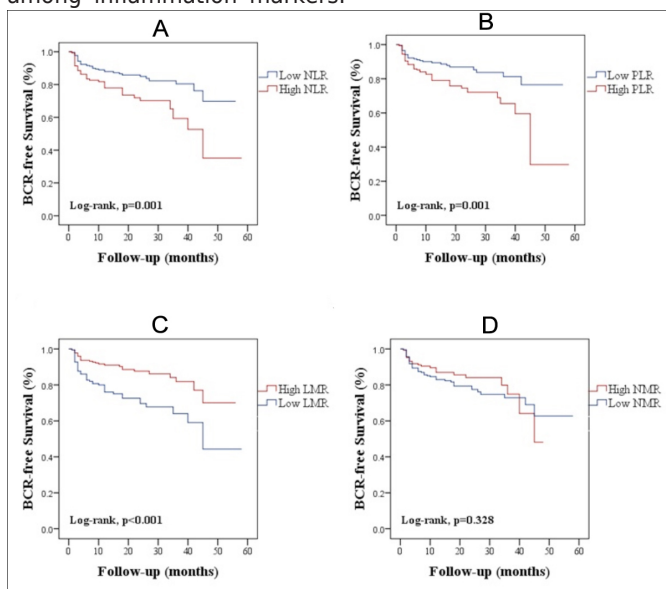 among inflammation markers.
A
BCR-free Survival (%)
1.0
0.8
0.6
0.4
0.2
0.0
Low NLR
High NLR
Log-rank, p=0.001
0 10 20 30 40 50 60
Follow-up (months)
B
BCR-free Survival (%)
1.0
0.8
0.6
0.4
0.2
0.0
Low PLR
High PLR
Log-rank, p=0.001
0 10 20 30 40 50 60
Follow-up (months)
C
BCR-free Survival (%)
1.0
0.8
0.6
0.4
0.2
0.0
High LMR
Low LMR
Log-rank, p<0.001
0 10 20 30 40 50 60
Follow-up (months)
D
BCR-free Survival (%)
1.0
0.8
0.6
0.4
0.2
0.0
High NMR
Low NMR
Log-rank, p=0.328
0 10 20 30 40 50 60
Follow-up (months)